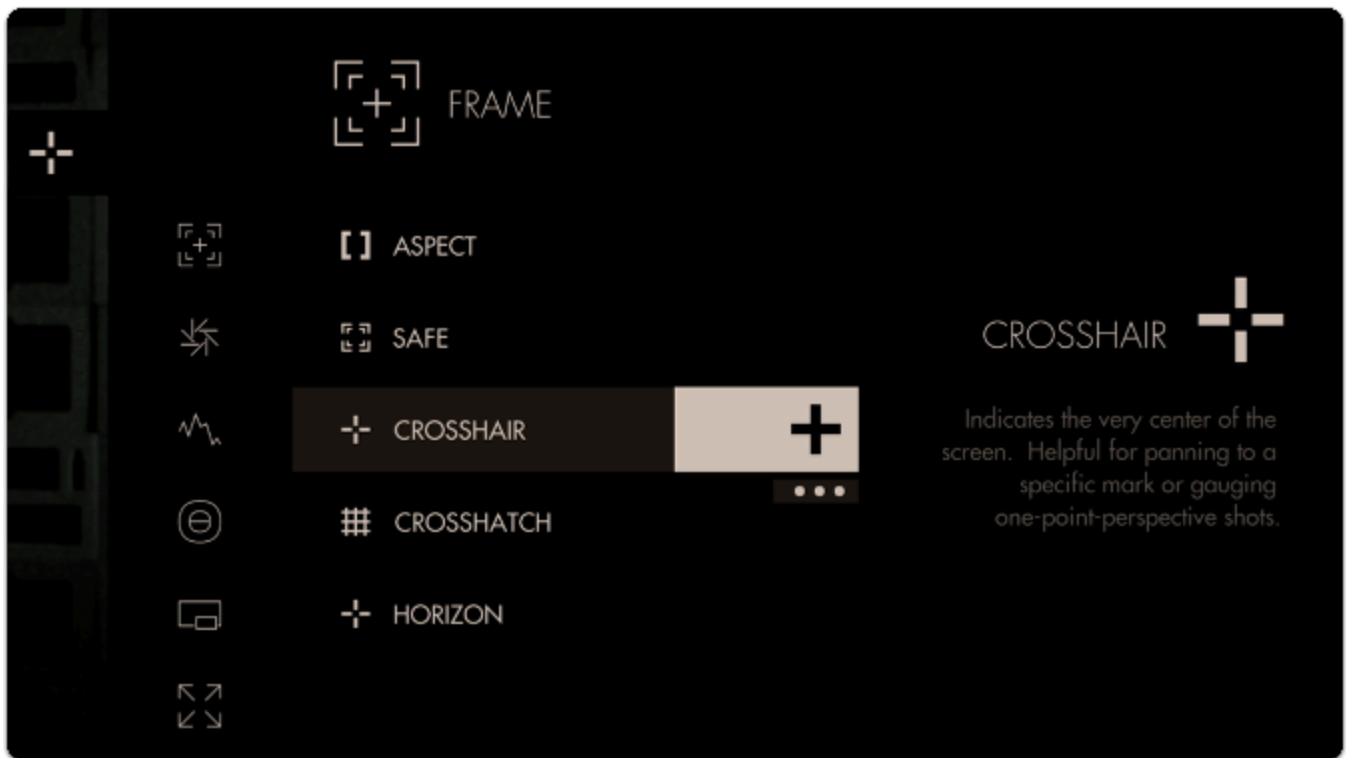 FRAME
ASPECT
SAFE
CROSSHAIR
CROSSHATCH
HORIZON
CROSSHAIR
Indicates the very center of the
screen.  Helpful for panning to a
specific mark or gauging
one-point-perspective shots.